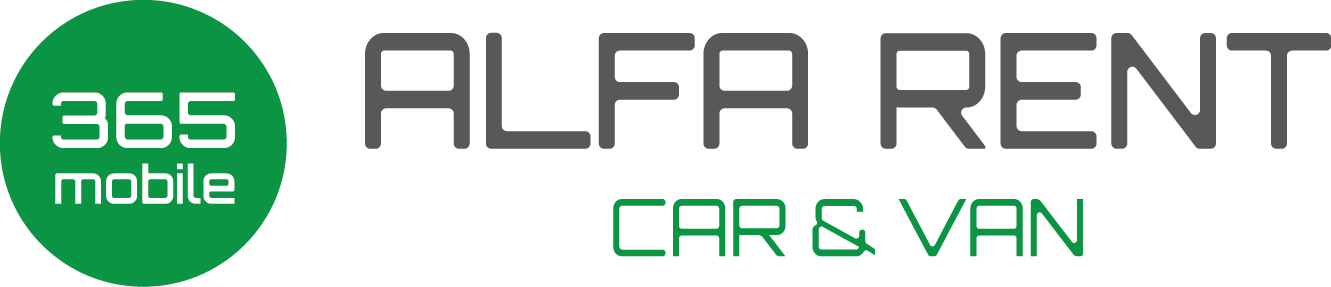 365
mobile
ALFA RENT
CAR & VAN